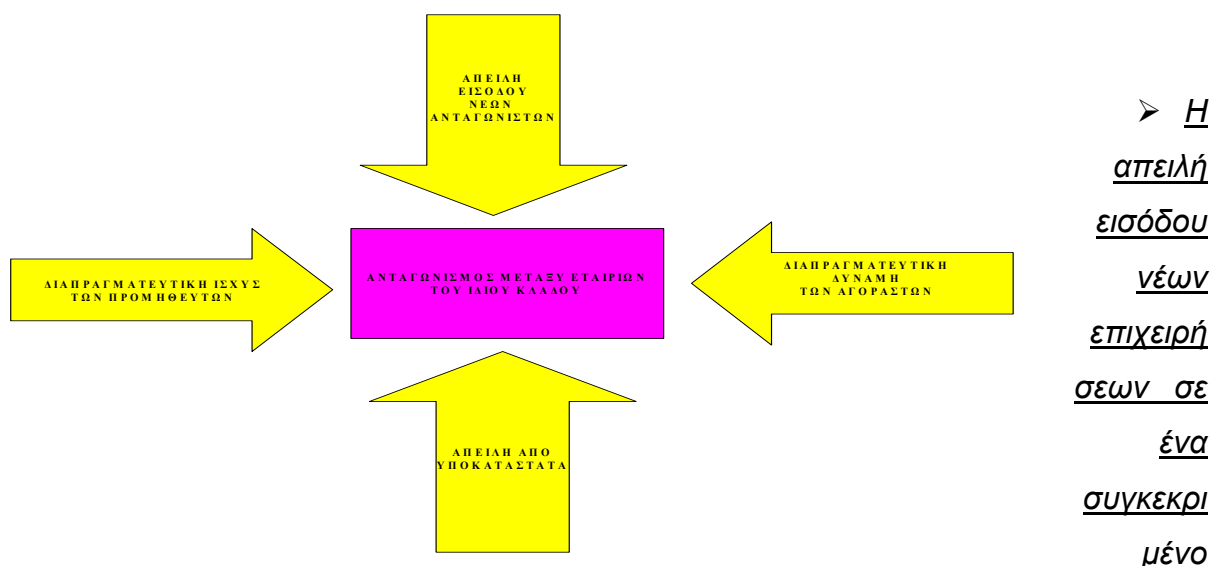 ΑΠΕΙΛΗ
ΕΙΣΟΔΟΥ
ΝΕΩΝ
ΑΝΤΑΓΩΝΙΣΤΩΝ
ΔΙΑΠΡΑΓΜΑΤΕΥΤΙΚΗ ΙΣΧΥΣ
ΤΩΝ ΠΡΟΜΗΘΕΥΤΩΝ
ΑΝΤΑΓΩΝΙΣΜΟΣ ΜΕΤΑΞΥ ΕΤΑΙΡΙΩΝ
ΤΟΥ ΙΔΙΟΥ ΚΛΑΔΟΥ
ΔΙΑΠΡΑΓΜΑΤΕΥΤΙΚΗ
ΔΥΝΑΜΗ
ΤΩΝ ΑΓΟΡΑΣΤΩΝ
ΑΠΕΙΛΗ ΑΠΟ
ΥΠΟΚΑΤΑΣΤΑΤΑ
➢ Η
απειλή
εισόδου
νέων
επιχειρή
σεων σε
ένα
συγκεκρι
μένο